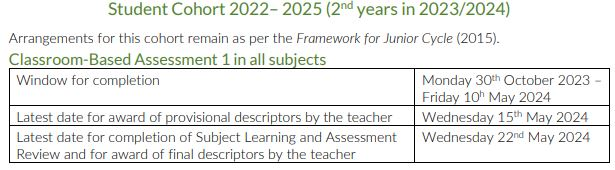 Student Cohort 2022– 2025 (2nd years in 2023/2024)
Arrangements for this cohort remain as per the Framework for Junior Cycle (2015).
Classroom-Based Assessment 1 in all subjects
Window for completion
Monday 30th October 2023 –
Friday 10h May 2024
Latest date for award of provisional descriptors by the teacher
Wednesday 15th May 2024
Latest date for completion of Subject Learning and Assessment
Review and for award of final descriptors by the teacher
Wednesday 22nd May 2024